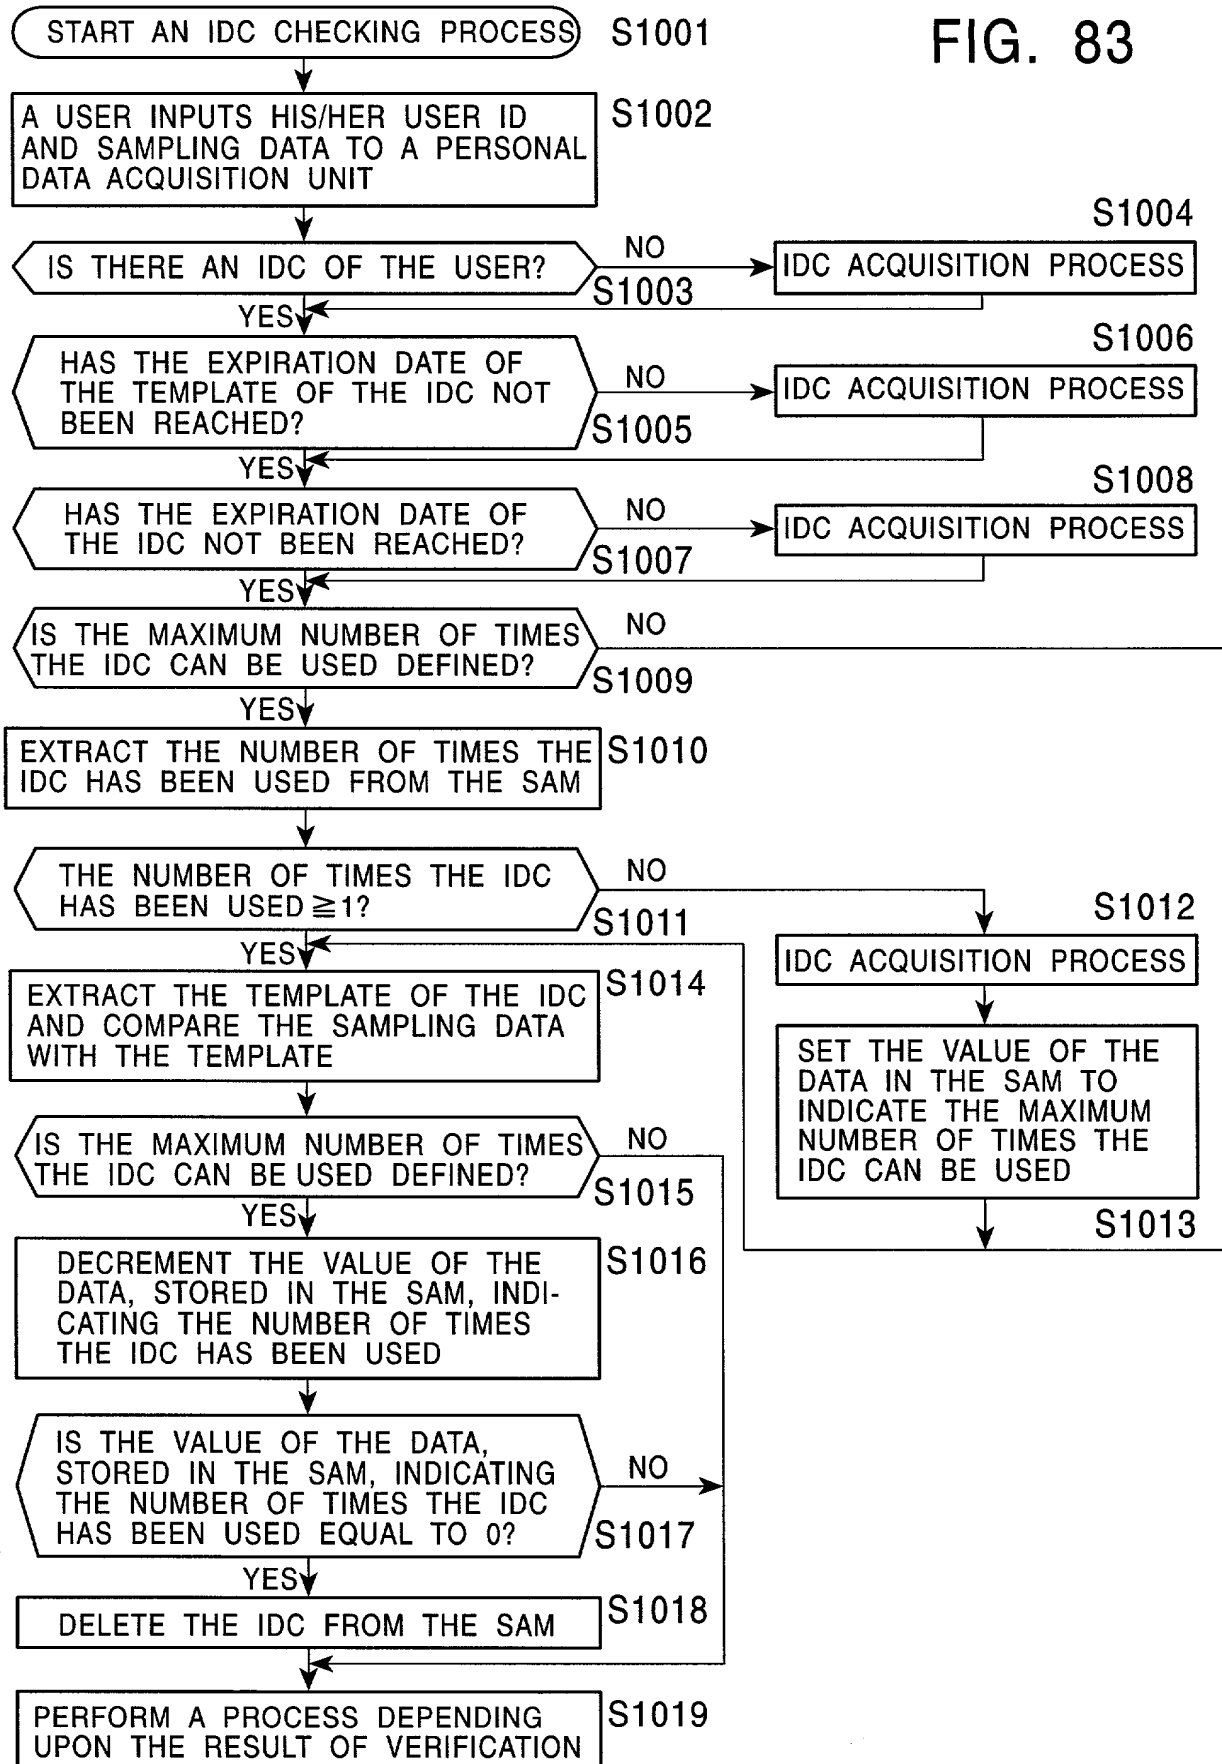 START AN IDC CHECKING PROCESS
S1001
FIG. 83
A USER INPUTS HIS/HER USER ID
AND SAMPLING DATA TO A PERSONAL
DATA ACQUISITION UNIT
S1002
IS THERE AN IDC OF THE USER?
NO
S1003
S1004
IDC ACQUISITION PROCESS
YES
HAS THE EXPIRATION DATE OF
THE TEMPLATE OF THE IDC NOT
BEEN REACHED?
NO
S1005
S1006
IDC ACQUISITION PROCESS
YES
HAS THE EXPIRATION DATE OF
THE IDC NOT BEEN REACHED?
NO
S1007
S1008
IDC ACQUISITION PROCESS
YES
IS THE MAXIMUM NUMBER OF TIMES
THE IDC CAN BE USED DEFINED?
NO
S1009
YES
EXTRACT THE NUMBER OF TIMES THE
IDC HAS BEEN USED FROM THE SAM
S1010
THE NUMBER OF TIMES THE IDC
HAS BEEN USED ≧1?
NO
S1011
S1012
IDC ACQUISITION PROCESS
YES
EXTRACT THE TEMPLATE OF THE IDC
AND COMPARE THE SAMPLING DATA
WITH THE TEMPLATE
S1014
SET THE VALUE OF THE
DATA IN THE SAM TO
INDICATE THE MAXIMUM
NUMBER OF TIMES THE
IDC CAN BE USED
S1013
IS THE MAXIMUM NUMBER OF TIMES
THE IDC CAN BE USED DEFINED?
NO
S1015
YES
DECREMENT THE VALUE OF THE
DATA, STORED IN THE SAM, INDI-
CATING THE NUMBER OF TIMES
THE IDC HAS BEEN USED
S1016
IS THE VALUE OF THE DATA,
STORED IN THE SAM, INDICATING
THE NUMBER OF TIMES THE IDC
HAS BEEN USED EQUAL TO 0?
NO
S1017
YES
DELETE THE IDC FROM THE SAM
S1018
PERFORM A PROCESS DEPENDING
UPON THE RESULT OF VERIFICATION
S1019